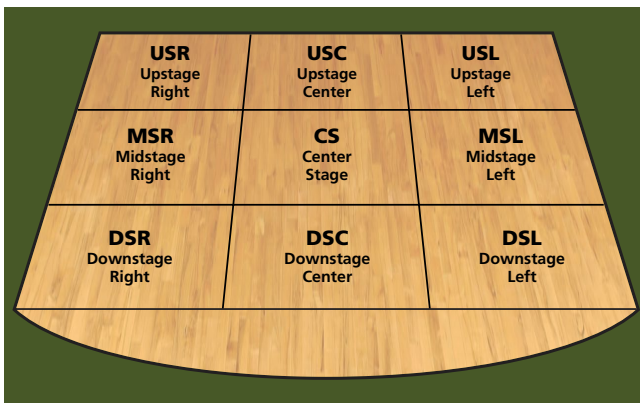 USR
Upstage
Right
USC
Upstage
Center
USL
Upstage
Left
MSR
Midstage
Right
CS
Center
Stage
MSL
Midstage
Left
DSR
Downstage
Right
DSC
Downstage
Center
DSL
Downstage
Left